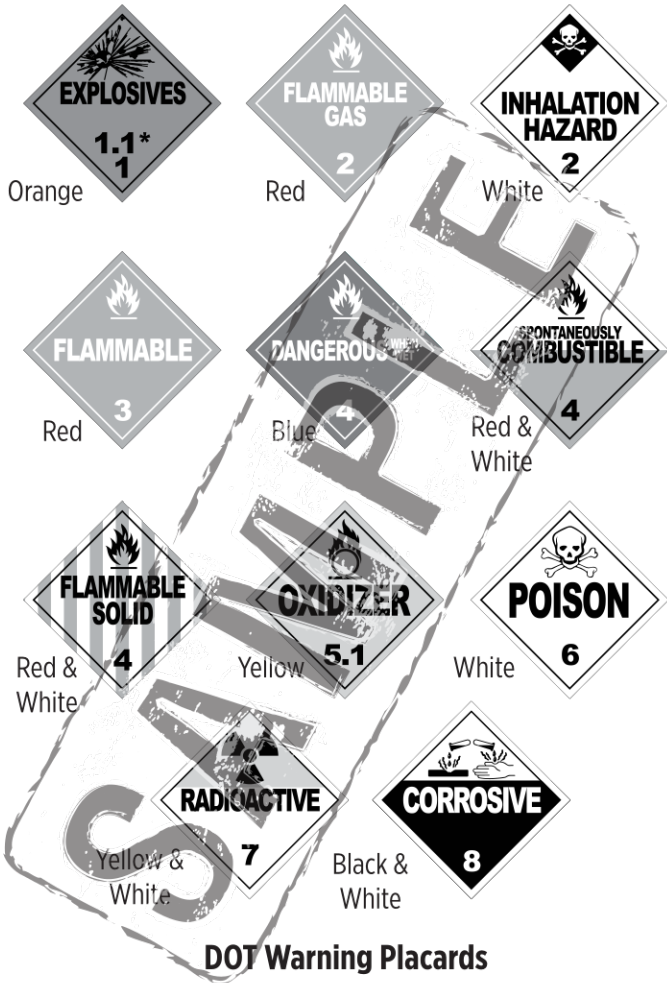 EXPLOSIVES
1.1*
1
Orange
FLAMMABLE
GAS
2
Red
INHALATION
HAZARD
2
White
FLAMMABLE
3
Red
DANGEROUS
WHEN
WET
4
Blue
SPONTANEOUSLY
COMBUSTIBLE
4
Red &
White
FLAMMABLE
SOLID
4
Red &
White
OXIDIZER
5.1
Yellow
POISON
6
White
RADIOACTIVE
7
Yellow &
White
CORROSIVE
8
Black &
White
SAMPLE
DOT Warning Placards